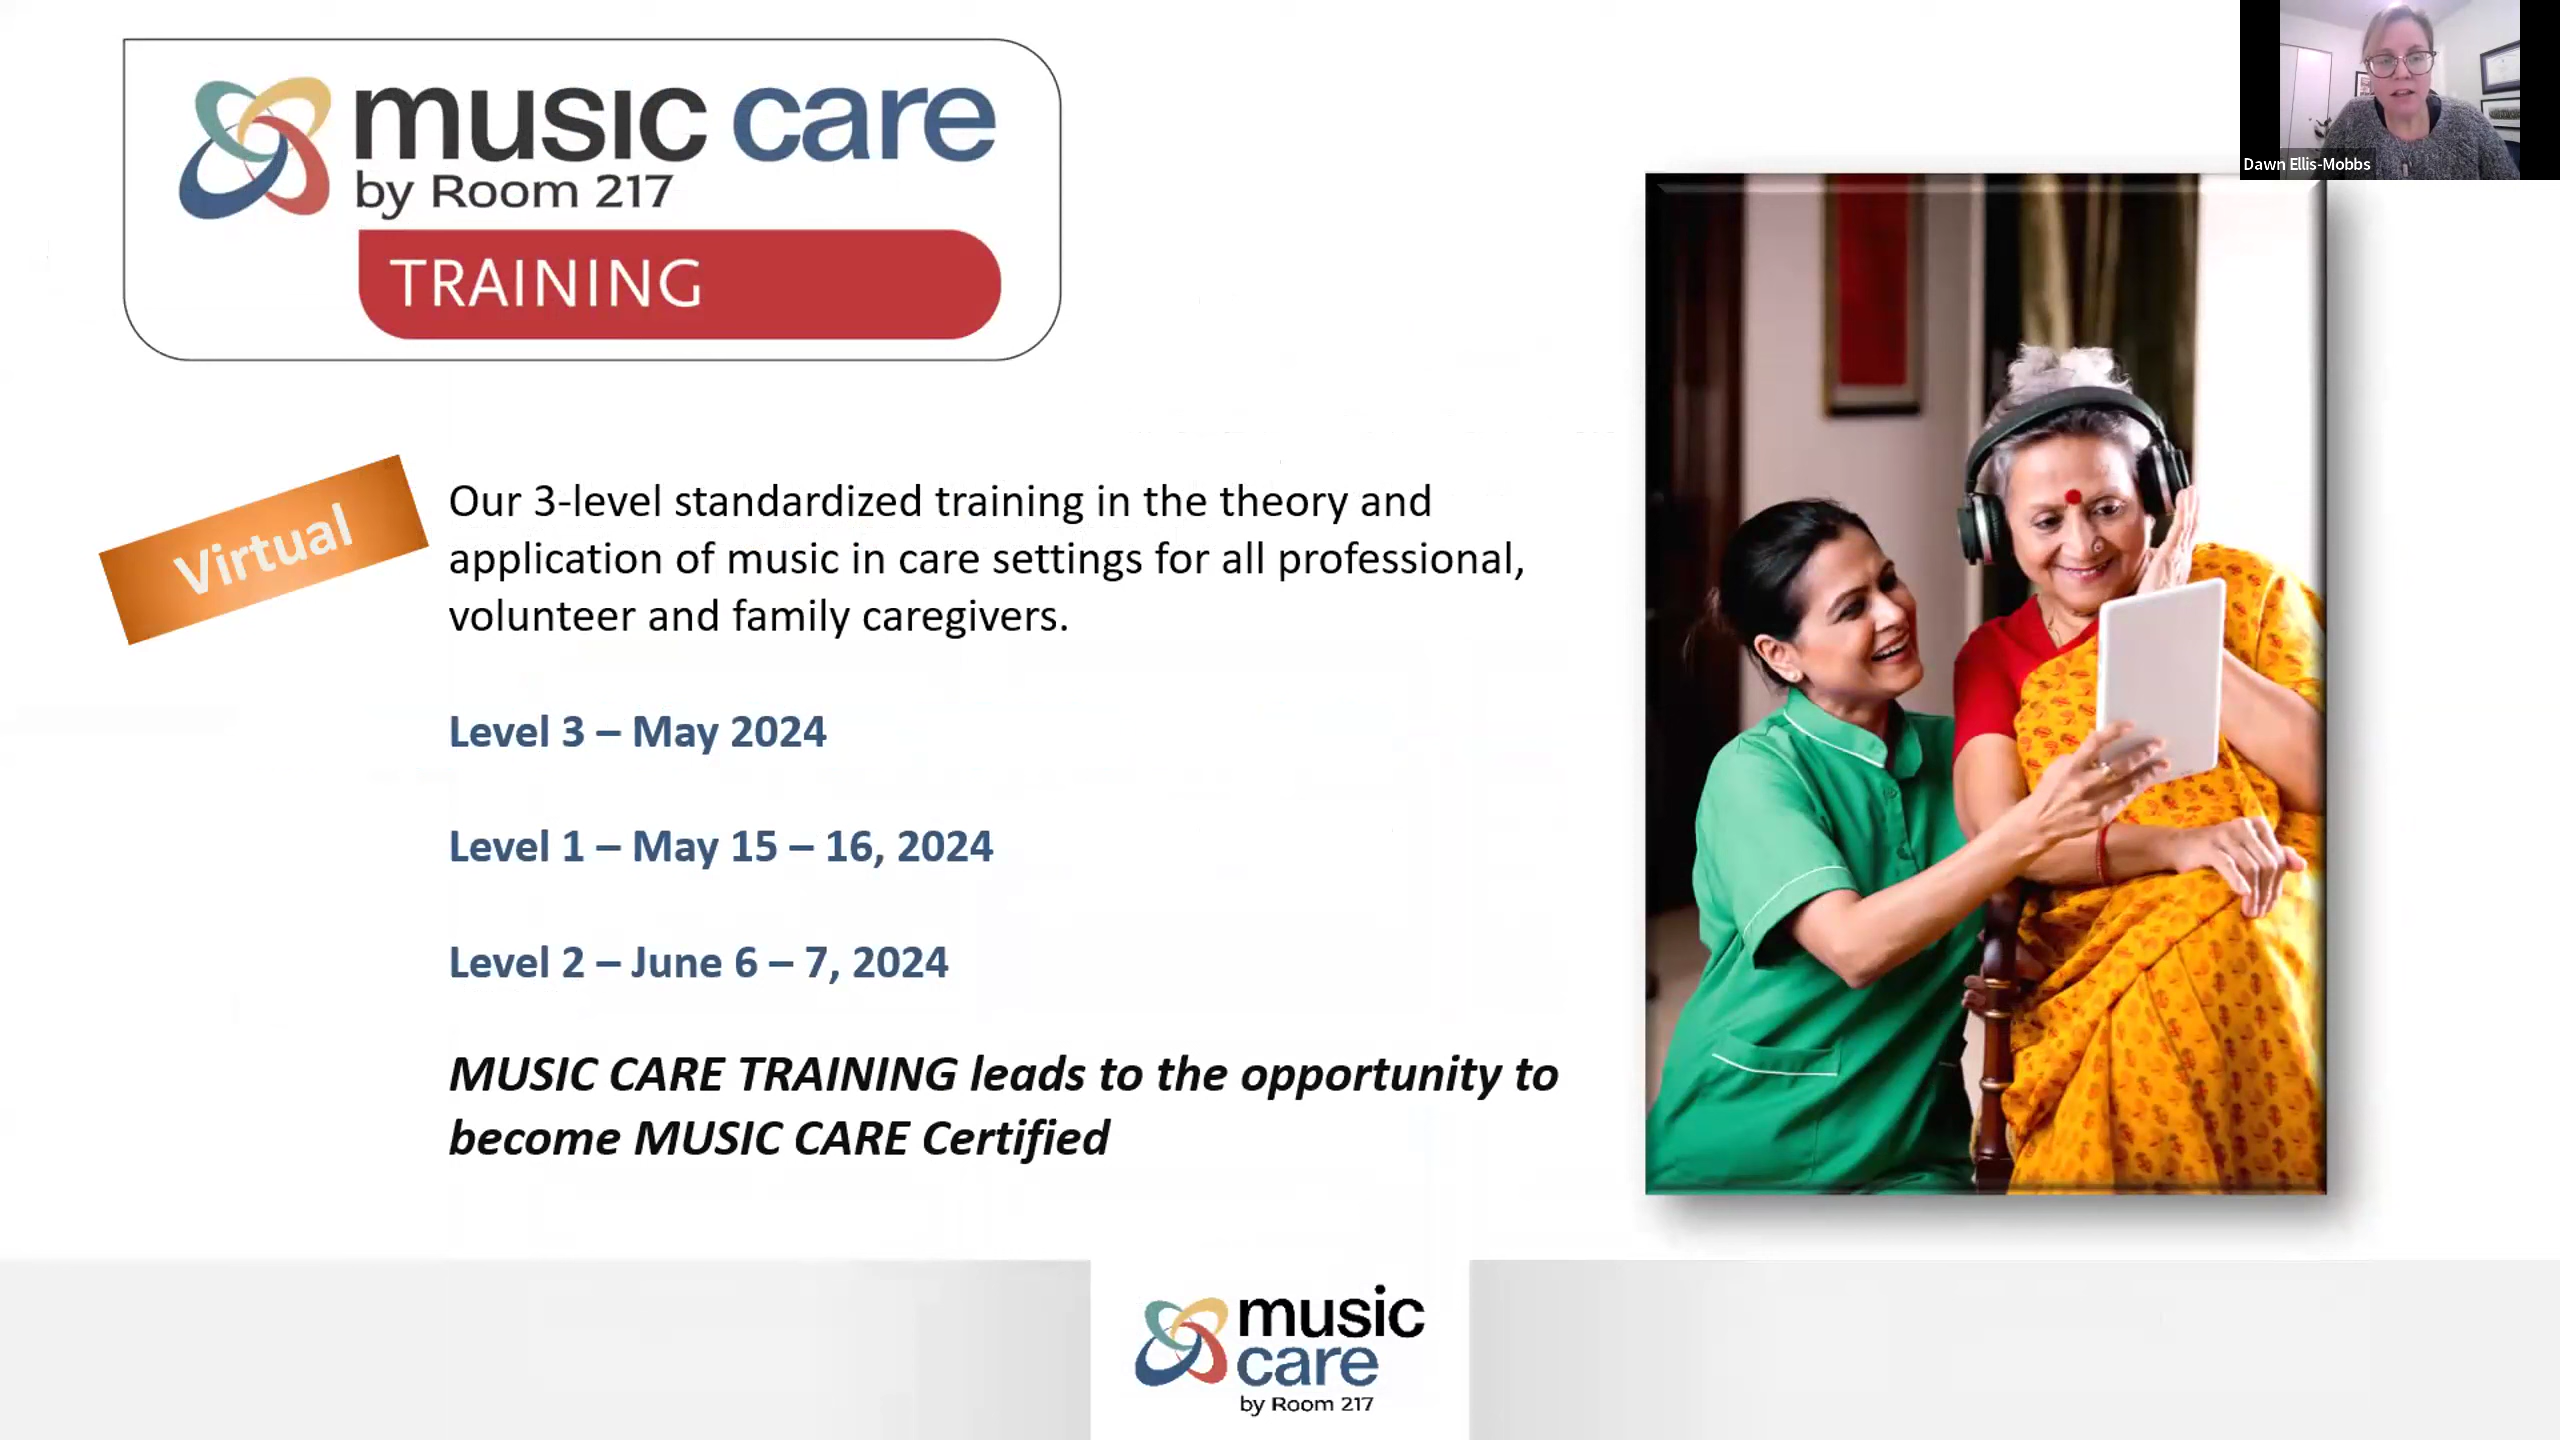 music care
by Room 217
TRAINING
Dawn Ellis-Mobbs
Virtual
Our 3-level standardized training in the theory and
application of music in care settings for all professional,
volunteer and family caregivers.
Level 3 – May 2024
Level 1 – May 15 – 16, 2024
Level 2 – June 6 – 7, 2024
MUSIC CARE TRAINING leads to the opportunity to
become MUSIC CARE Certified
music
care
by Room 217